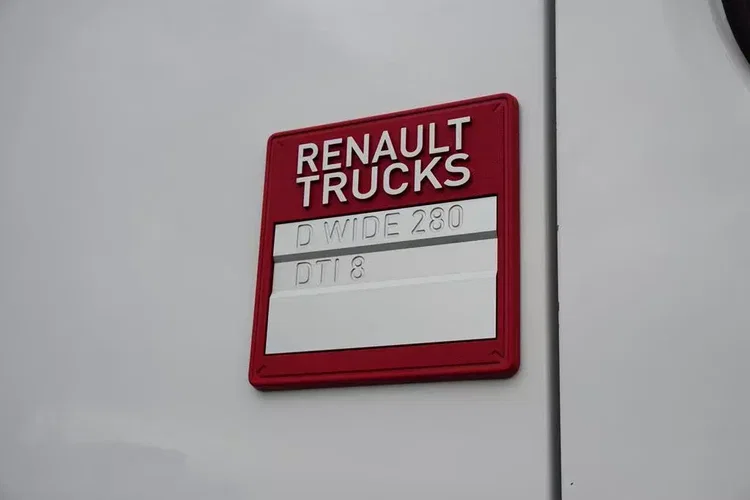 RENAULT
TRUCKS
D WIDE 280
DTI 8